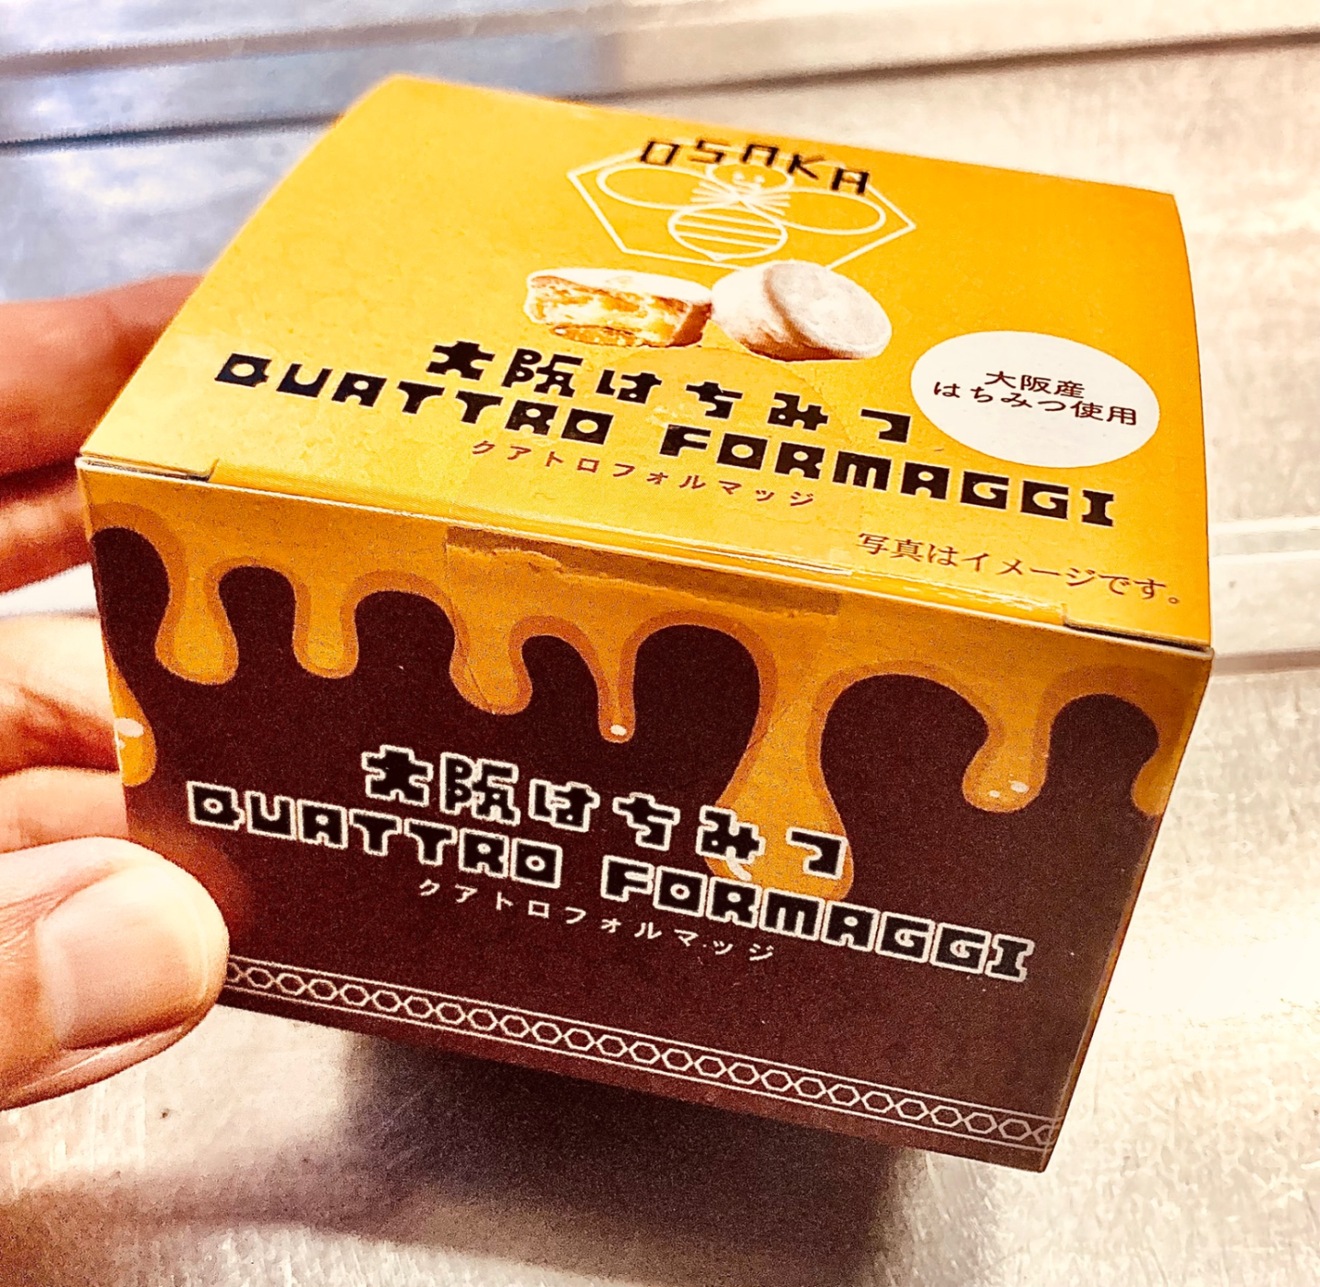 OSAKA
大阪はちみつ
QUATTRO FORMAGGI
クアトロフォルマッジ
大阪産
はちみつ使用
写真はイメージです。
大阪はちみつ
QUATTRO FORMAGGI
クアトロフォルマッジ